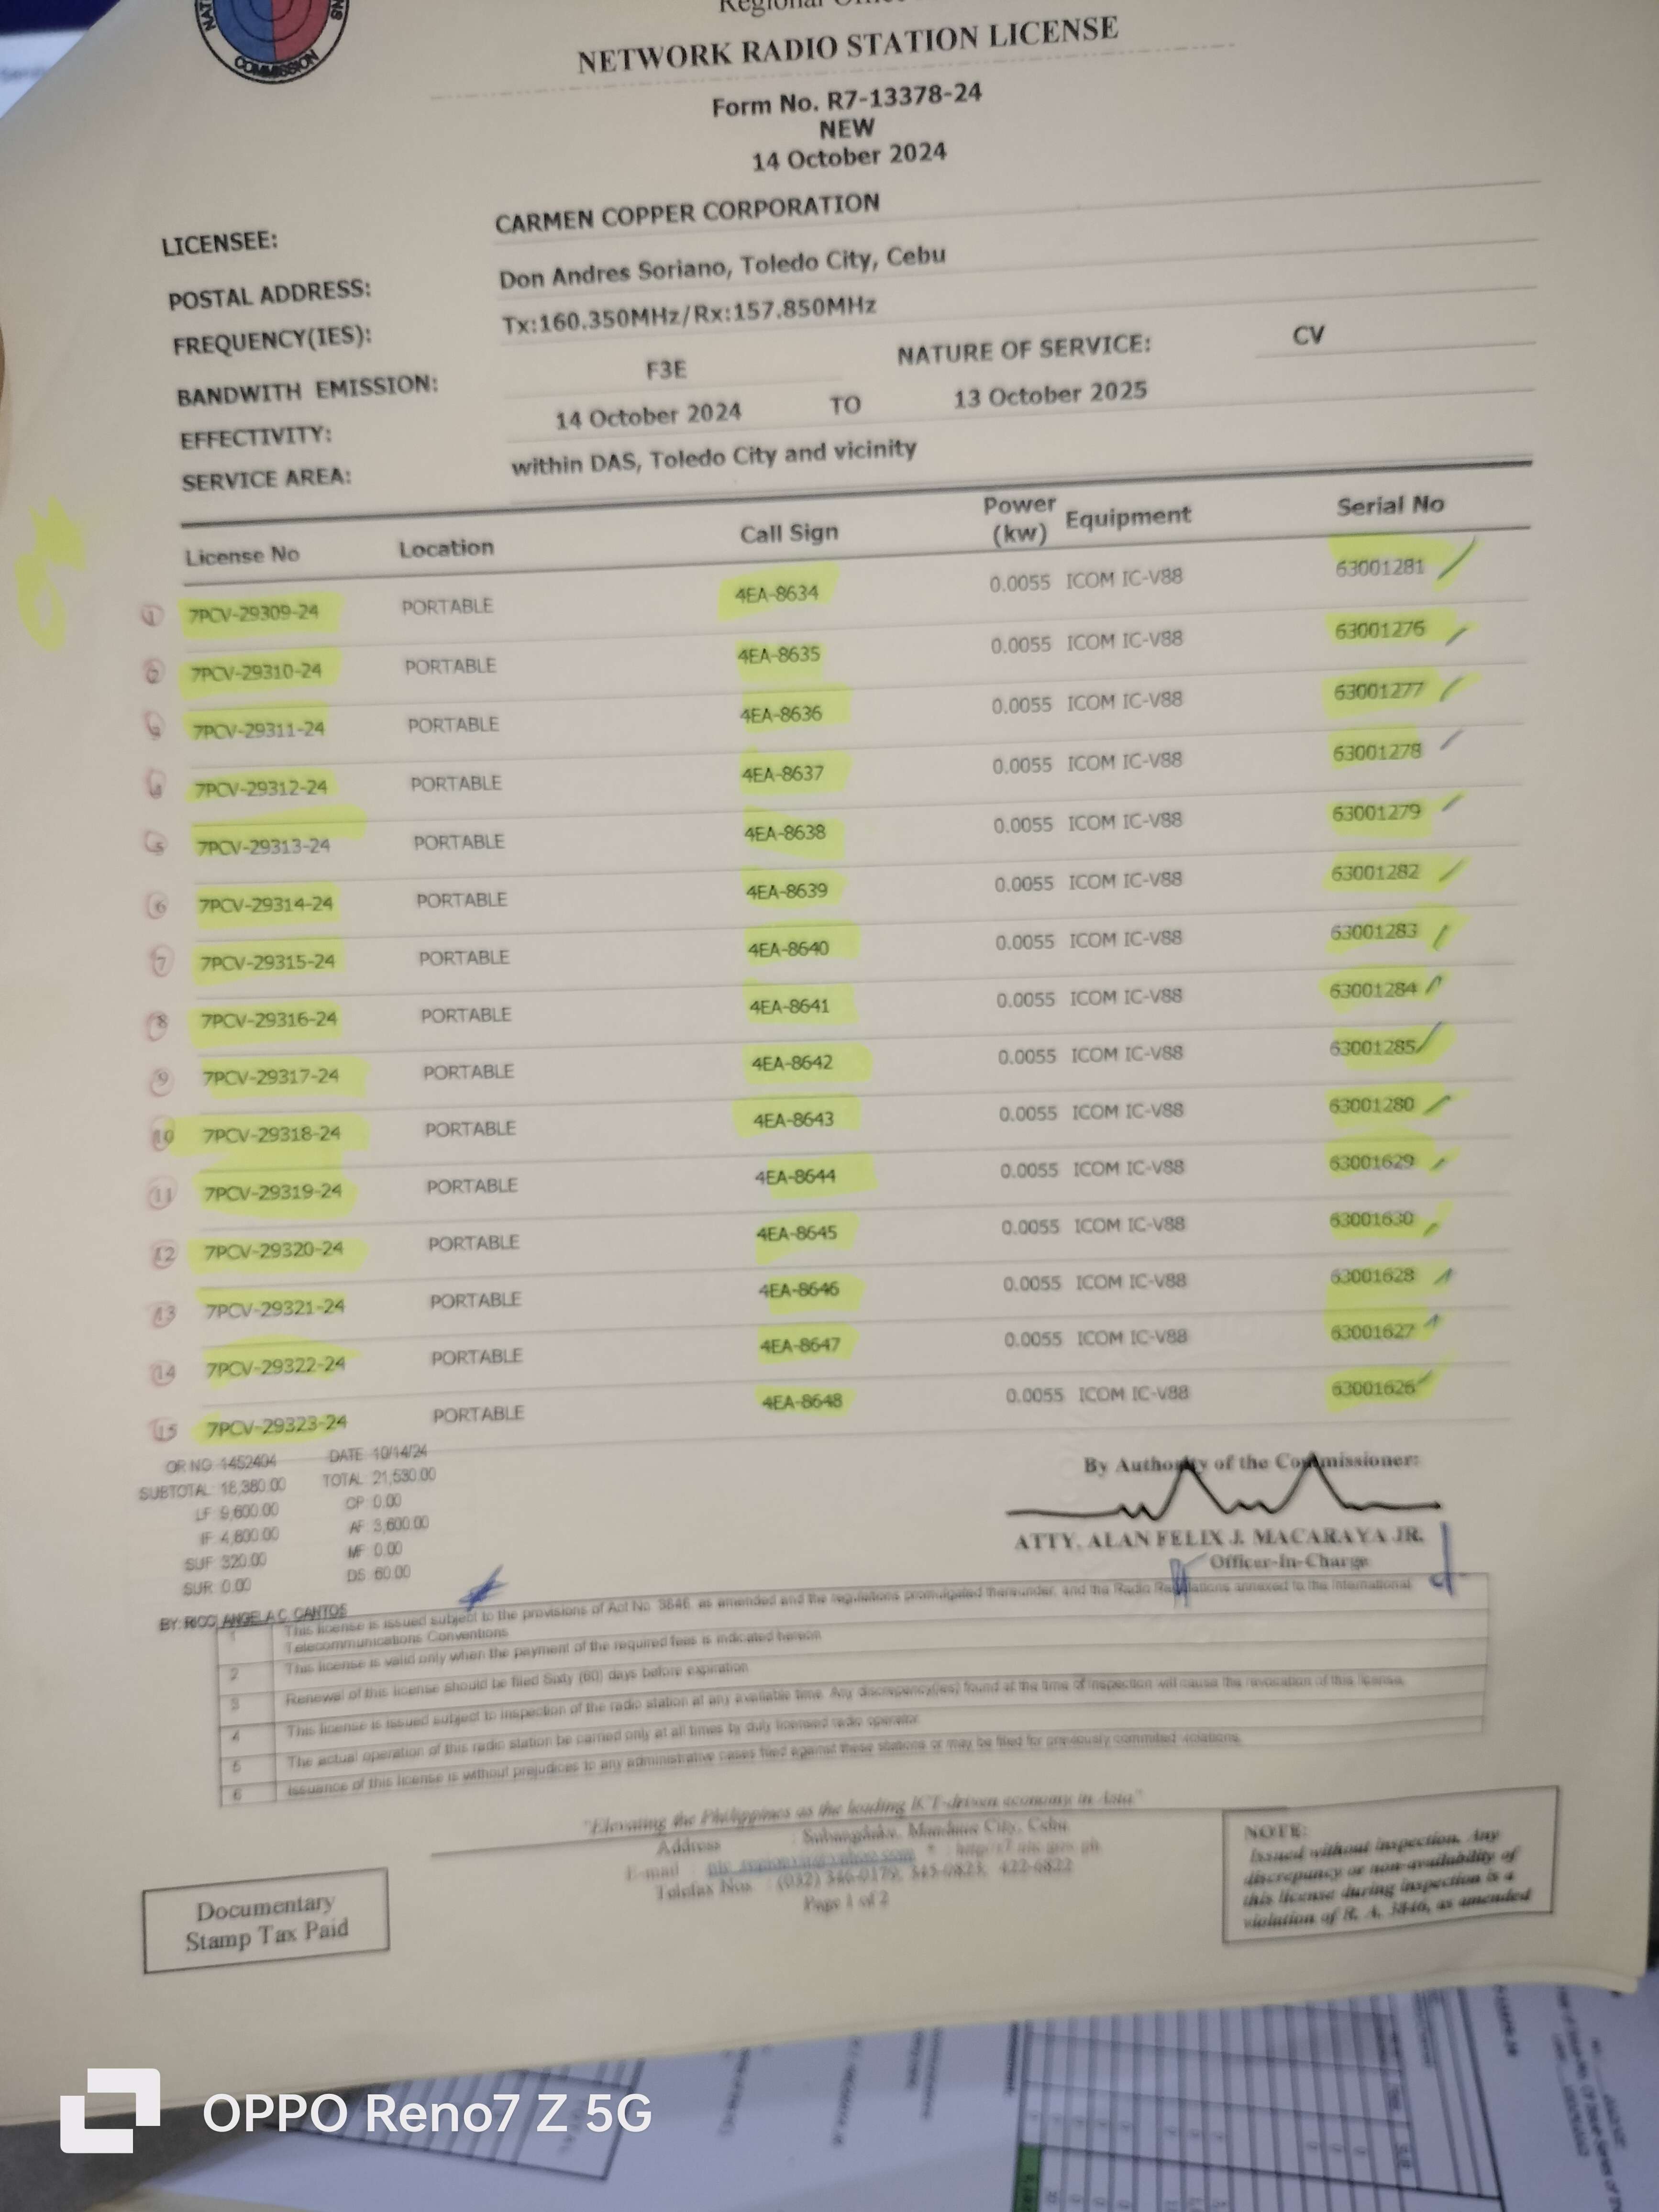 COMMISSION
Regional
NETWORK RADIO STATION LICENSE
Form No. R7-13378-24
NEW
14 October 2024
LICENSEE: CARMEN COPPER CORPORATION
POSTAL ADDRESS: Don Andres Soriano, Toledo City, Cebu
FREQUENCY(IES): Tx:160.350MHz/Rx:157.850MHz
BANDWITH EMISSION: F3E NATURE OF SERVICE: CV
EFFECTIVITY: 14 October 2024 TO 13 October 2025
SERVICE AREA: within DAS, Toledo City and vicinity
License No Location Call Sign Power (kw) Equipment Serial No
1 7PCV-29309-24 PORTABLE 4EA-8634 0.0055 ICOM IC-V88 63001281
2 7PCV-29310-24 PORTABLE 4EA-8635 0.0055 ICOM IC-V88 63001276
7PCV-29311-24 PORTABLE 4EA-8636 0.0055 ICOM IC-V88 63001277
7PCV-29312-24 PORTABLE 4EA-8637 0.0055 ICOM IC-V88 63001278
5 7PCV-29313-24 PORTABLE 4EA-8638 0.0055 ICOM IC-V88 63001279
6 7PCV-29314-24 PORTABLE 4EA-8639 0.0055 ICOM IC-V88 63001282
7 7PCV-29315-24 PORTABLE 4EA-8640 0.0055 ICOM IC-V88 63001283
8 7PCV-29316-24 PORTABLE 4EA-8641 0.0055 ICOM IC-V88 63001284
9 7PCV-29317-24 PORTABLE 4EA-8642 0.0055 ICOM IC-V88 63001285
10 7PCV-29318-24 PORTABLE 4EA-8643 0.0055 ICOM IC-V88 63001280
11 7PCV-29319-24 PORTABLE 4EA-8644 0.0055 ICOM IC-V88 63001629
12 7PCV-29320-24 PORTABLE 4EA-8645 0.0055 ICOM IC-V88 63001630
13 7PCV-29321-24 PORTABLE 4EA-8646 0.0055 ICOM IC-V88 63001628
14 7PCV-29322-24 PORTABLE 4EA-8647 0.0055 ICOM IC-V88 63001627
15 7PCV-29323-24 PORTABLE 4EA-8648 0.0055 ICOM IC-V88 63001626
OR NO: 1452404 DATE: 10/14/24
SUBTOTAL: 18,380.00 TOTAL: 21,530.00
LF: 9,600.00 CP: 0.00
IF: 4,800.00 AF: 3,600.00
SUF: 320.00 MF: 0.00
SUR: 0.00 DS: 60.00
BY: RICCI ANGELA C. CANTOS
By Authority of the Commissioner:
ATTY. ALAN FELIX J. MACARAYA JR.
Officer-In-Charge
1 This license is issued subject to the provisions of Act No. 3846, as amended and the regulations promulgated thereunder, and the Radio Regulations annexed to the International
Telecommunications Conventions
2 This license is valid only when the payment of the required fees is indicated hereon
3 Renewal of this license should be filed Sixty (60) days before expiration
4 This license is issued subject to inspection of the radio station at any available time. Any discrepancy(ies) found at the time of inspection will cause the revocation of this license.
5 The actual operation of this radio station be carried only at all times by duly licensed radio operator
6 Issuance of this license is without prejudices to any administrative cases filed against these stations or may be filed for previously commited violations.
"Elevating the Philippines as the leading ICT-driven economy in Asia"
Address : Subangdaku, Mandaue City, Cebu
E-mail :
Telefax Nos : (032) 346-0179,
Page 1 of 2
Documentary
Stamp Tax Paid
NOTE:
Issued without inspection. Any
discrepancy or non-availability of
this license during inspection is a
violation of R. A. 3846, as amended
OPPO Reno7 Z 5G